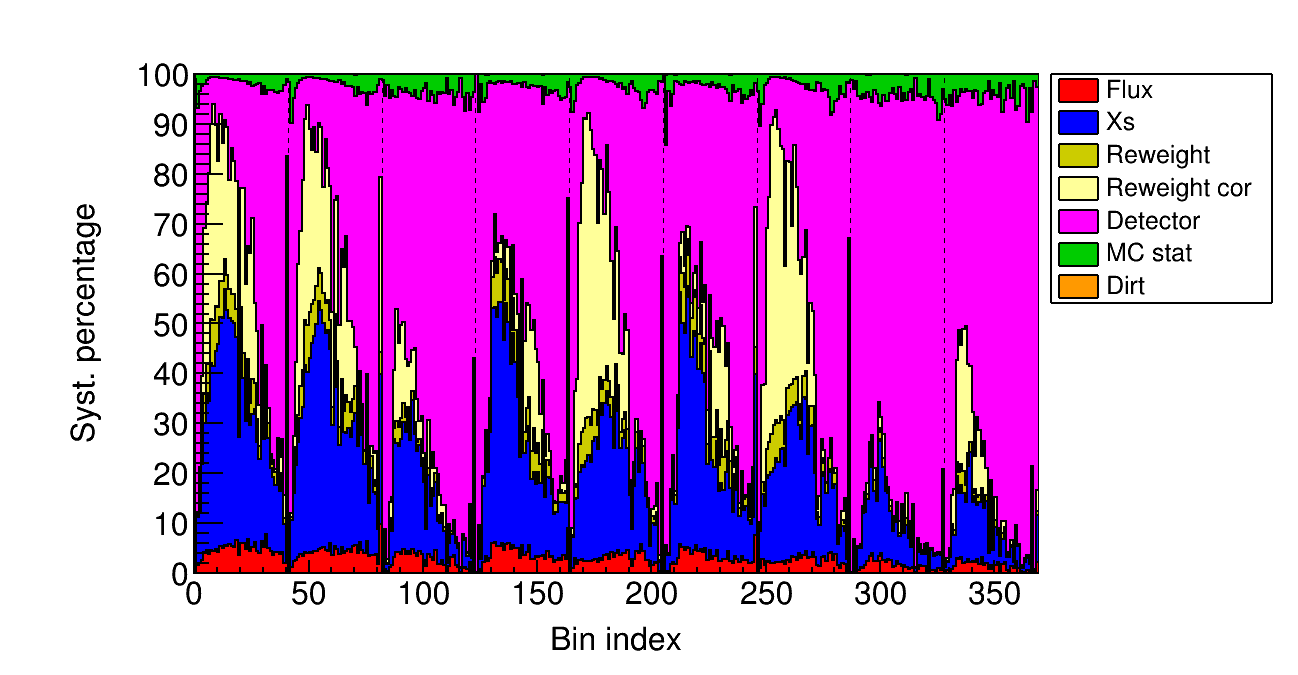 Syst. percentage
100
90
80
70
60
50
40
30
20
10
0
0 50 100 150 200 250 300 350
Bin index
Flux
Xs
Reweight
Reweight cor
Detector
MC stat
Dirt